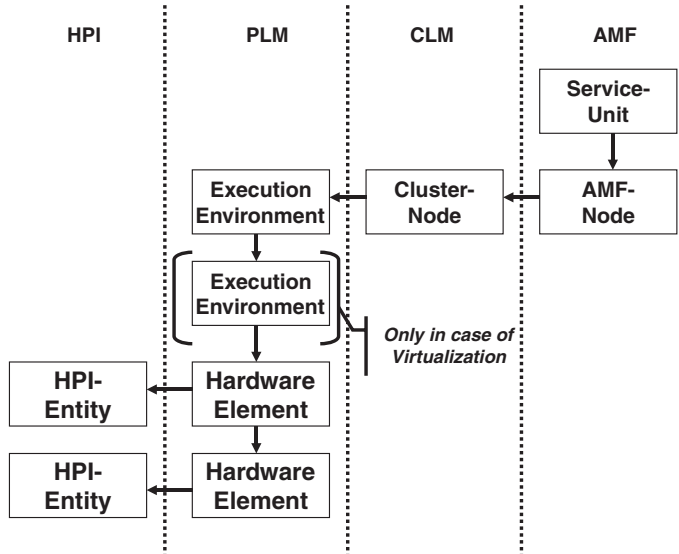 HPI PLM CLM AMF
Service-
Unit
Execution
Environment
Cluster-
Node
AMF-
Node
Execution
Environment
Only in case of
Virtualization
HPI-
Entity
Hardware
Element
HPI-
Entity
Hardware
Element